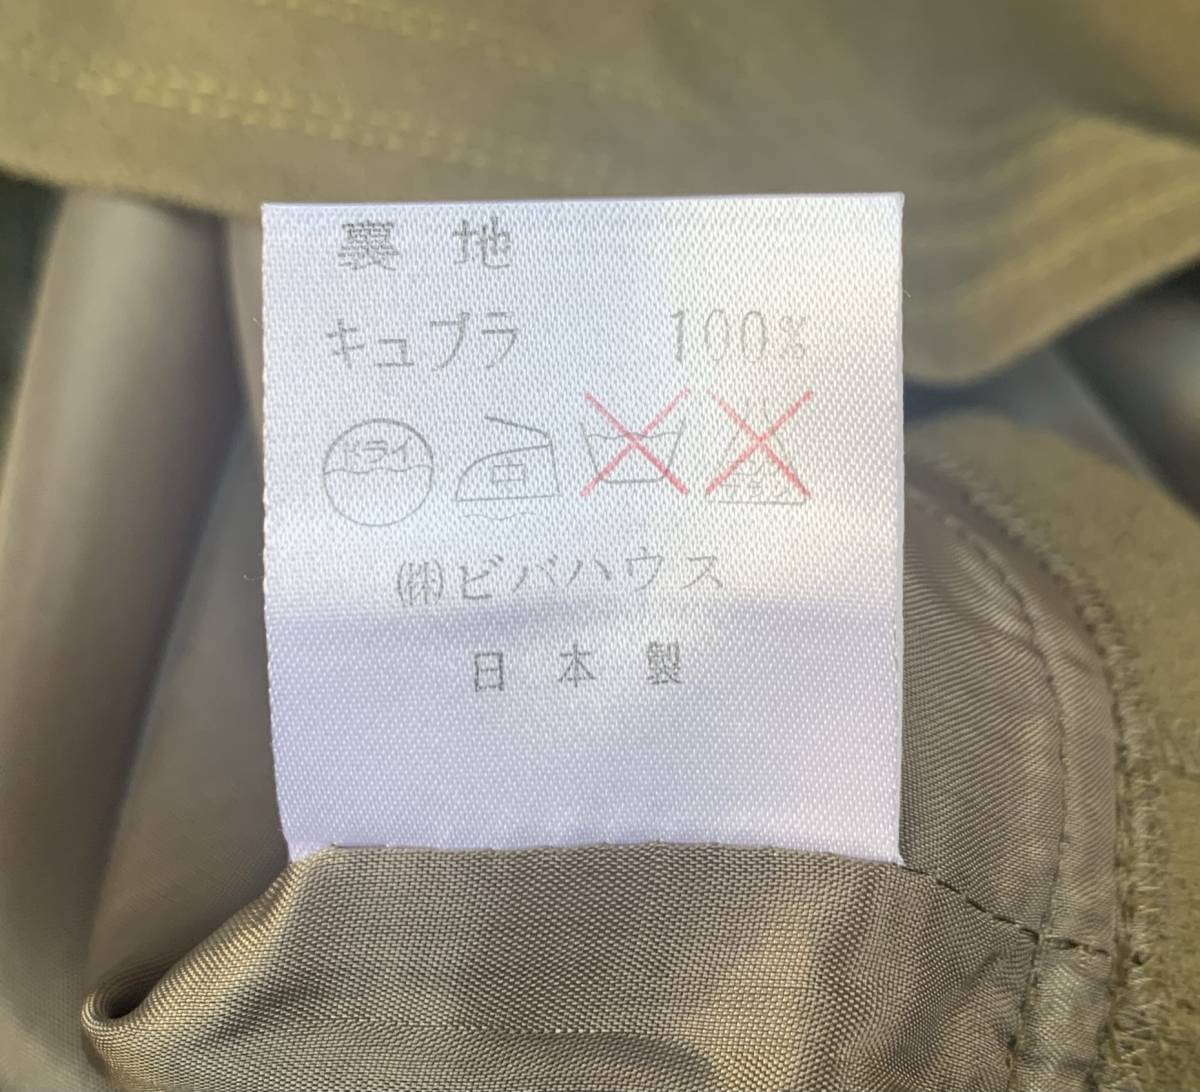 裏地
キュプラ 100%
ドライ
㈱ビバハウス
日本製